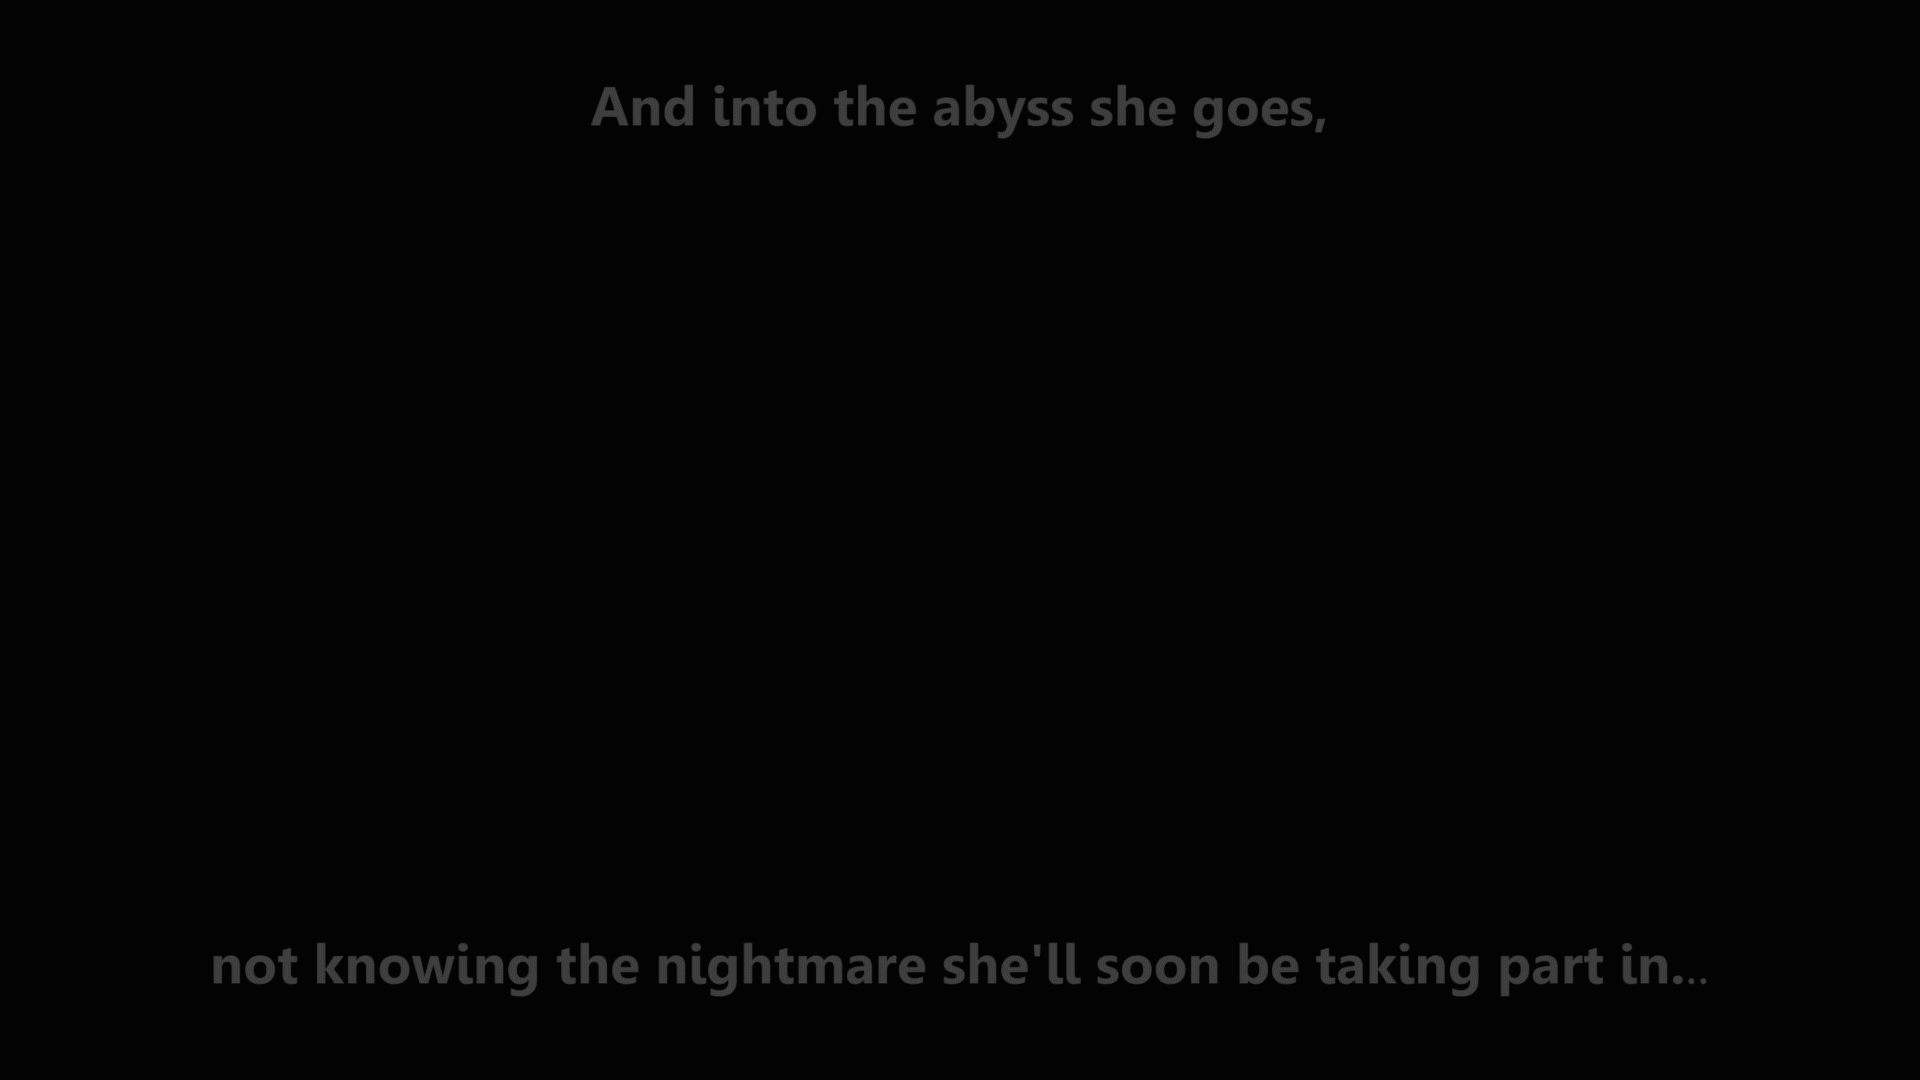 And into the abyss she goes,
not knowing the nightmare she'll soon be taking part in...